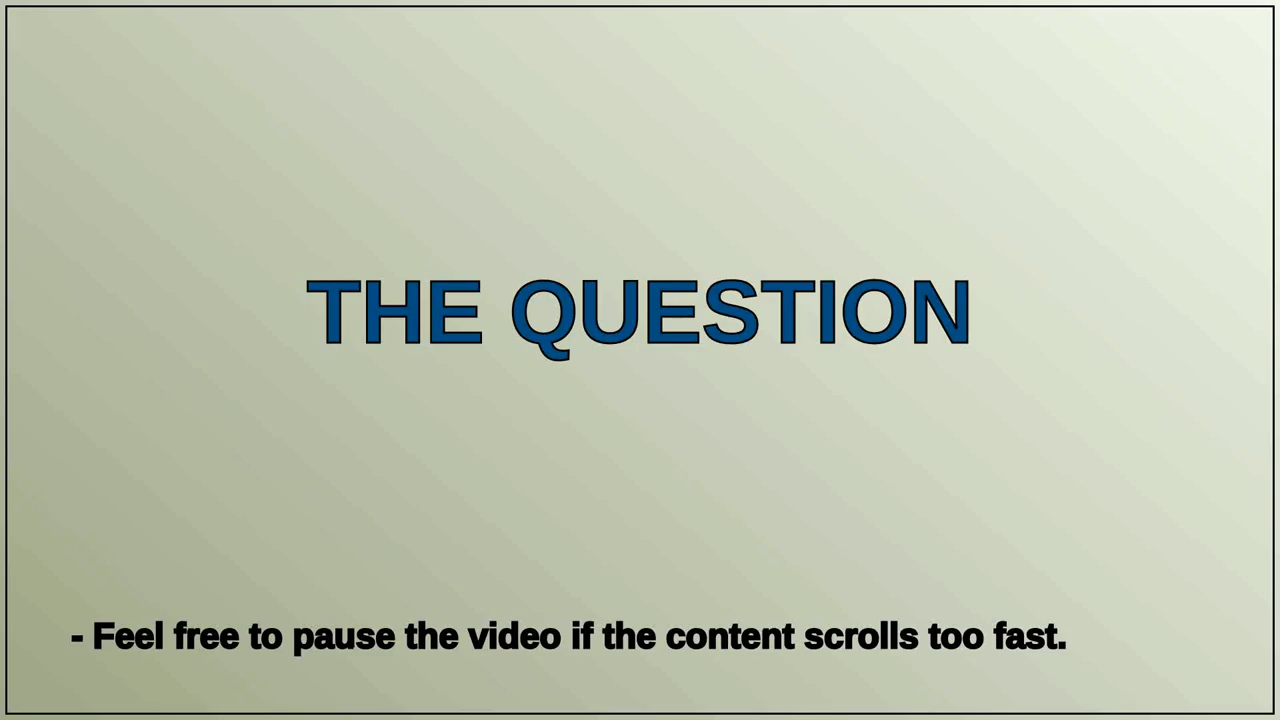 THE QUESTION
- Feel free to pause the video if the content scrolls too fast.